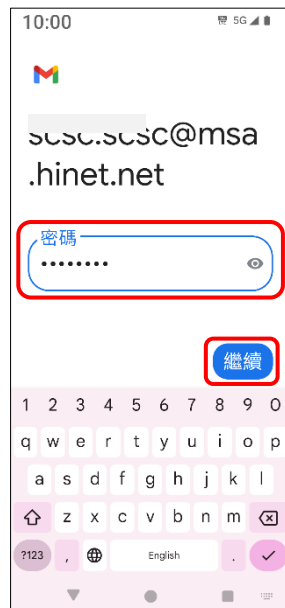 10:00 5G
scsc.scsc@msa
.hinet.net
密碼
••••••••
繼續
1 2 3 4 5 6 7 8 9 0
q w e r t y u i o p
a s d f g h j k l
z x c v b n m
?123 , English .